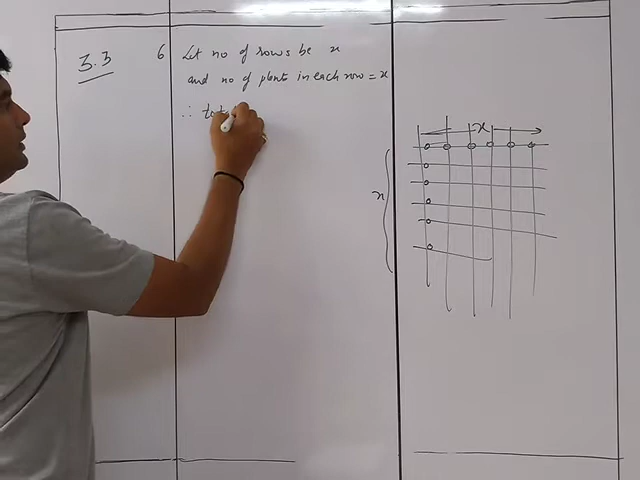 3.3
6 Let no of rows be x
and no of plants in each row = x
∴ tot
x
x